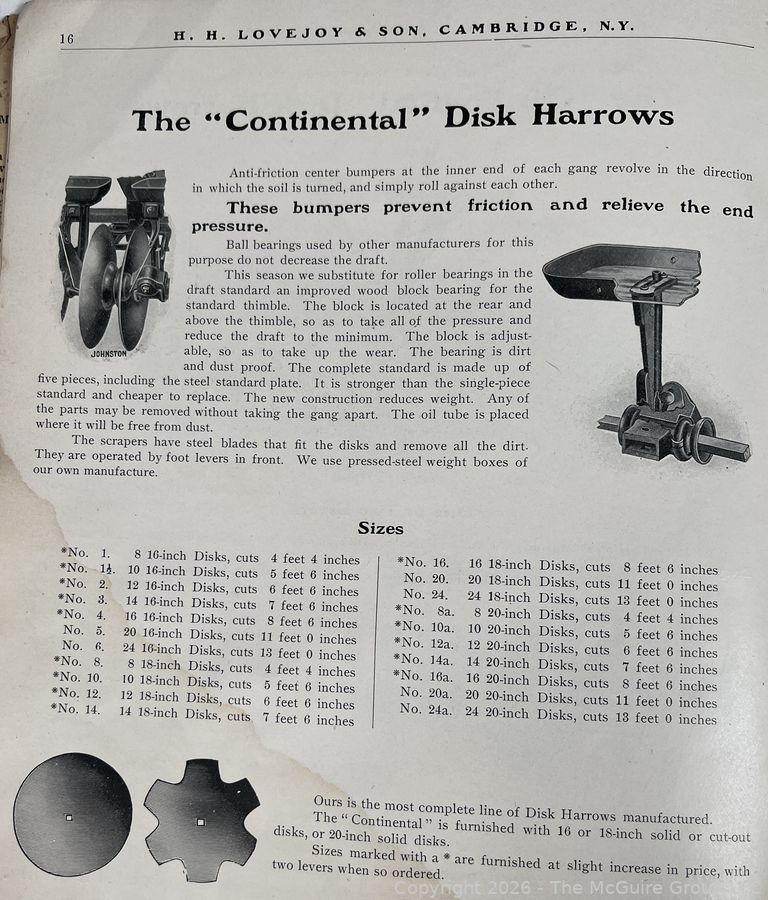 16
H. H. LOVEJOY & SON, CAMBRIDGE, N.Y.
The “Continental” Disk Harrows
Anti-friction center bumpers at the inner end of each gang revolve in the direction
in which the soil is turned, and simply roll against each other.
These bumpers prevent friction and relieve the end
pressure.
Ball bearings used by other manufacturers for this
purpose do not decrease the draft.
This season we substitute for roller bearings in the
draft standard an improved wood block bearing for the
standard thimble. The block is located at the rear and
above the thimble, so as to take all of the pressure and
reduce the draft to the minimum. The block is adjust-
able, so as to take up the wear. The bearing is dirt
and dust proof. The complete standard is made up of
five pieces, including the steel standard plate. It is stronger than the single-piece
standard and cheaper to replace. The new construction reduces weight. Any of
the parts may be removed without taking the gang apart. The oil tube is placed
where it will be free from dust.
The scrapers have steel blades that fit the disks and remove all the dirt.
They are operated by foot levers in front. We use pressed-steel weight boxes of
our own manufacture.
JOHNSTON
Sizes
*No. 1. 8 16-inch Disks, cuts 4 feet 4 inches
*No. 1½. 10 16-inch Disks, cuts 5 feet 6 inches
*No. 2. 12 16-inch Disks, cuts 6 feet 6 inches
*No. 3. 14 16-inch Disks, cuts 7 feet 6 inches
*No. 4. 16 16-inch Disks, cuts 8 feet 6 inches
No. 5. 20 16-inch Disks, cuts 11 feet 0 inches
No. 6. 24 16-inch Disks, cuts 13 feet 0 inches
*No. 8. 8 18-inch Disks, cuts 4 feet 4 inches
*No. 10. 10 18-inch Disks, cuts 5 feet 6 inches
*No. 12. 12 18-inch Disks, cuts 6 feet 6 inches
*No. 14. 14 18-inch Disks, cuts 7 feet 6 inches
*No. 16. 16 18-inch Disks, cuts 8 feet 6 inches
No. 20. 20 18-inch Disks, cuts 11 feet 0 inches
No. 24. 24 18-inch Disks, cuts 13 feet 0 inches
*No. 8a. 8 20-inch Disks, cuts 4 feet 4 inches
*No. 10a. 10 20-inch Disks, cuts 5 feet 6 inches
*No. 12a. 12 20-inch Disks, cuts 6 feet 6 inches
*No. 14a. 14 20-inch Disks, cuts 7 feet 6 inches
*No. 16a. 16 20-inch Disks, cuts 8 feet 6 inches
No. 20a. 20 20-inch Disks, cuts 11 feet 0 inches
No. 24a. 24 20-inch Disks, cuts 13 feet 0 inches
Ours is the most complete line of Disk Harrows manufactured.
The “Continental” is furnished with 16 or 18-inch solid or cut-out
disks, or 20-inch solid disks.
Sizes marked with a * are furnished at slight increase in price, with
two levers when so ordered.
Copyright 2026 - The McGuire Group